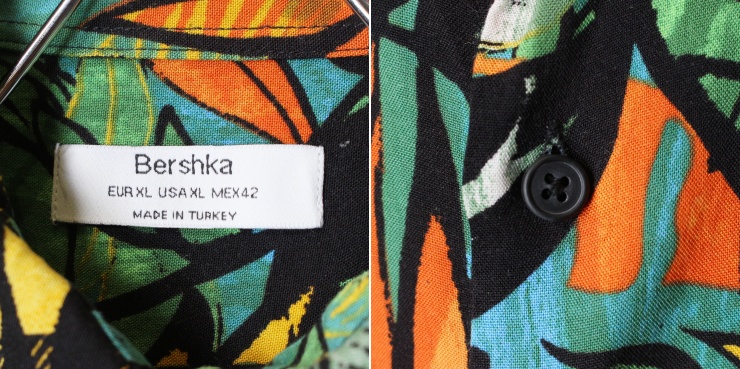 Bershka
EUR XL USA XL MEX 42
MADE IN TURKEY